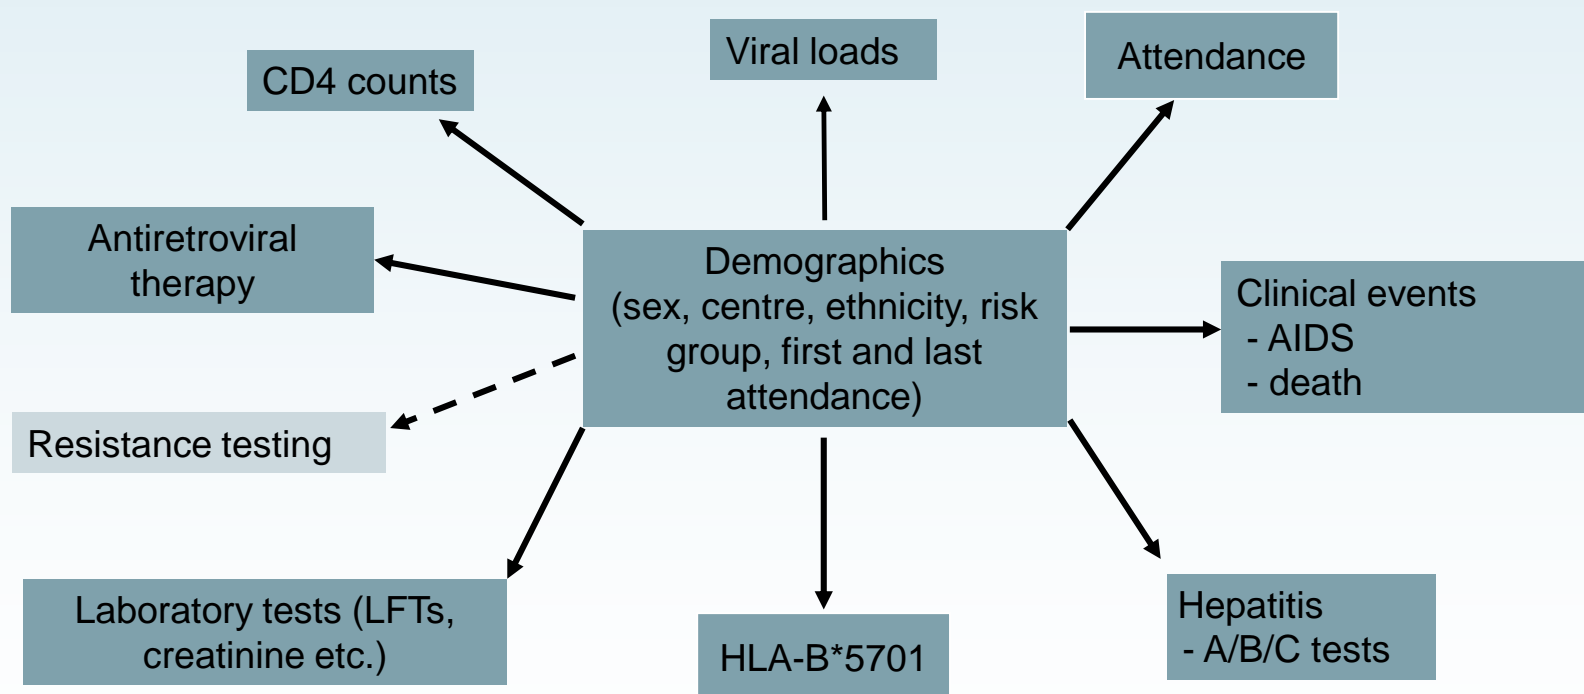 Viral loads
Attendance
CD4 counts
Antiretroviral
therapy
Demographics
(sex, centre, ethnicity, risk
group, first and last
attendance)
Clinical events
- AIDS
- death
Resistance testing
Laboratory tests (LFTs,
creatinine etc.)
HLA-B*5701
Hepatitis
- A/B/C tests